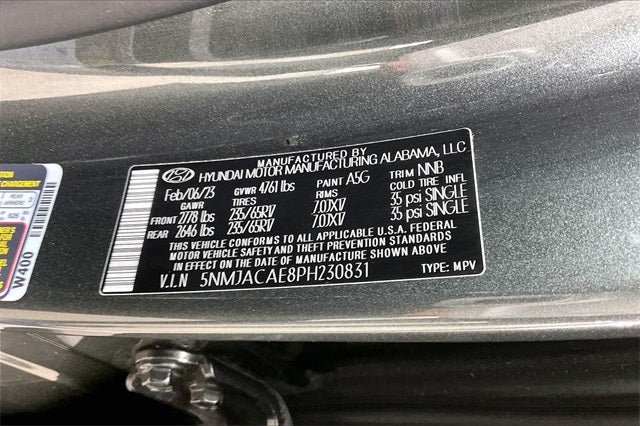 MANUFACTURED BY
HYUNDAI MOTOR MANUFACTURING ALABAMA, LLC
Feb/06/23 GVWR 4761 lbs PAINT A5G TRIM NNB
GAWR TIRES RIMS COLD TIRE INFL
FRONT 2778 lbs 235/65R17 7.0JX17 35 psi SINGLE
REAR 2646 lbs 235/65R17 7.0JX17 35 psi SINGLE
THIS VEHICLE CONFORMS TO ALL APPLICABLE U.S.A. FEDERAL
MOTOR VEHICLE SAFETY AND THEFT PREVENTION STANDARDS
IN EFFECT ON THE DATE OF MANUFACTURE SHOWN ABOVE.
V.I.N 5NMJACAE8PH230831 TYPE: MPV
REAR
3
W400